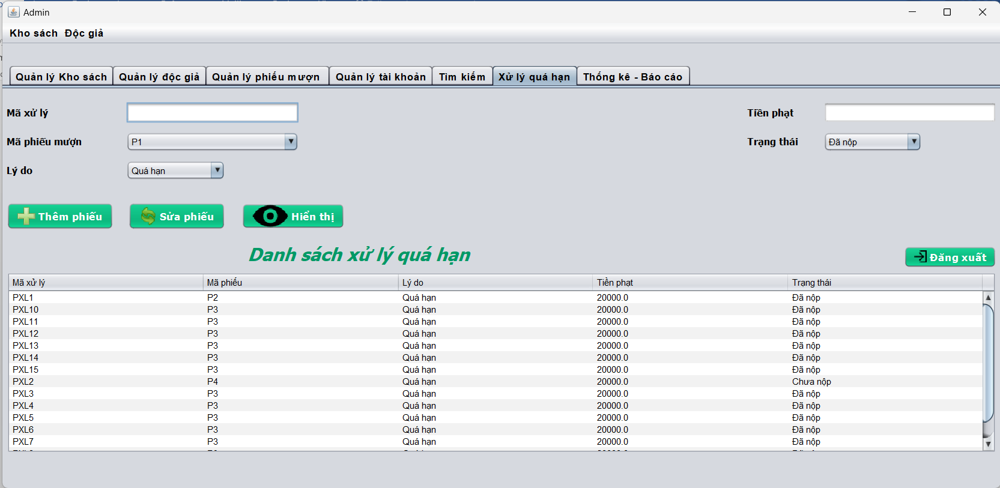 Admin
Kho sách Độc giả
Quản lý Kho sách Quản lý độc giả Quản lý phiếu mượn Quản lý tài khoản Tìm kiếm Xử lý quá hạn Thống kê - Báo cáo
Mã xử lý Tiền phạt
Mã phiếu mượn P1 Trạng thái Đã nộp
Lý do Quá hạn
Thêm phiếu Sửa phiếu Hiển thị
Danh sách xử lý quá hạn
Đăng xuất
Mã xử lý Mã phiếu Lý do Tiền phạt Trạng thái
PXL1 P2 Quá hạn 20000.0 Đã nộp
PXL10 P3 Quá hạn 20000.0 Đã nộp
PXL11 P3 Quá hạn 20000.0 Đã nộp
PXL12 P3 Quá hạn 20000.0 Đã nộp
PXL13 P3 Quá hạn 20000.0 Đã nộp
PXL14 P3 Quá hạn 20000.0 Đã nộp
PXL15 P3 Quá hạn 20000.0 Đã nộp
PXL2 P4 Quá hạn 20000.0 Chưa nộp
PXL3 P3 Quá hạn 20000.0 Đã nộp
PXL4 P3 Quá hạn 20000.0 Đã nộp
PXL5 P3 Quá hạn 20000.0 Đã nộp
PXL6 P3 Quá hạn 20000.0 Đã nộp
PXL7 P3 Quá hạn 20000.0 Đã nộp